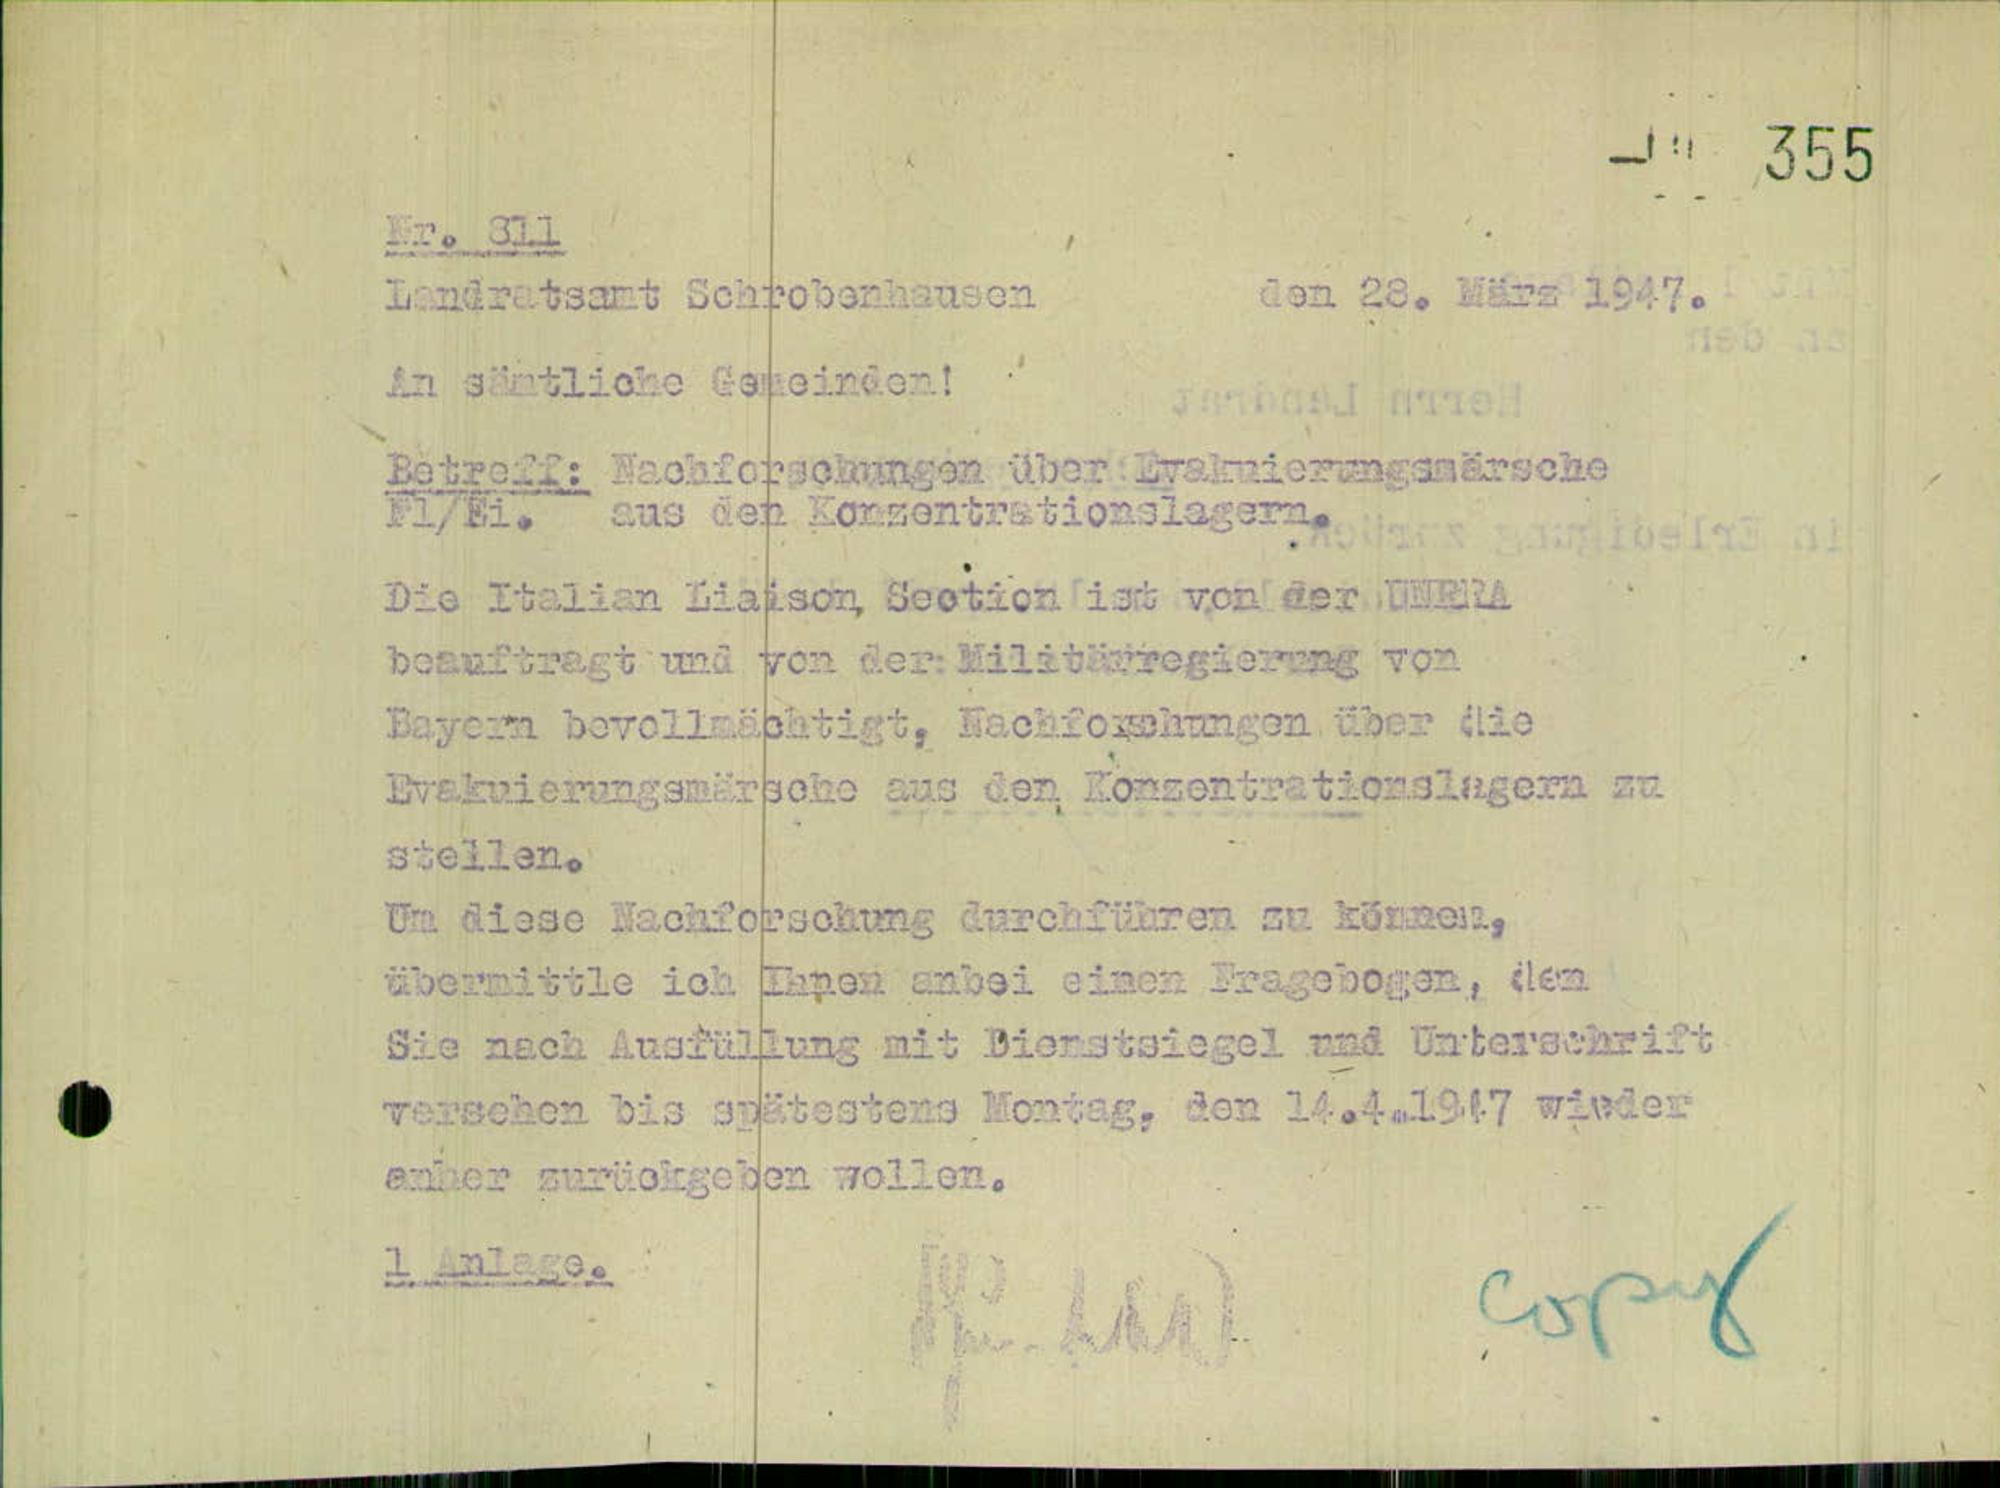 355
Nr. 811
Landratsamt Schrobenhausen den 28. März 1947.
An sämtliche Gemeinden!
Betreff: Nachforschungen über Evakuierungsmärsche
Fl/Ei. aus den Konzentrationslagern.
Die Italian Liaison, Section ist von der UNRRA
beauftragt und von der Militärregierung von
Bayern bevollmächtigt, Nachforschungen über die
Evakuierungsmärsche aus den Konzentrationslagern zu
stellen.
Um diese Nachforschung durchführen zu können,
übermittle ich Ihnen anbei einen Fragebogen, den
Sie nach Ausfüllung mit Dienstsiegel und Unterschrift
versehen bis spätestens Montag, den 14.4.1947 wieder
anher zurückgeben wollen.
1 Anlage.
copy